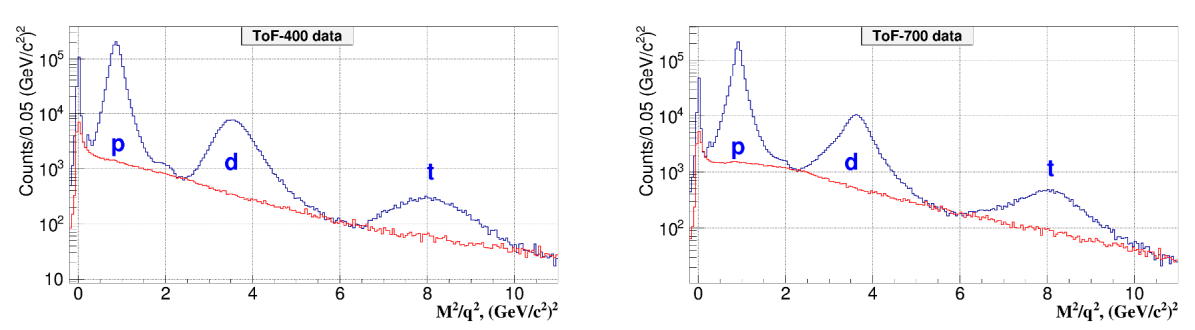 ToF-400 data
Counts/0.05 (GeV/c²)²
10⁵
10⁴
10³
10²
10
p
d
t
0 2 4 6 8 10
M²/q², (GeV/c²)²
ToF-700 data
Counts/0.05 (GeV/c²)²
10⁵
10⁴
10³
10²
p
d
t
0 2 4 6 8 10
M²/q², (GeV/c²)²